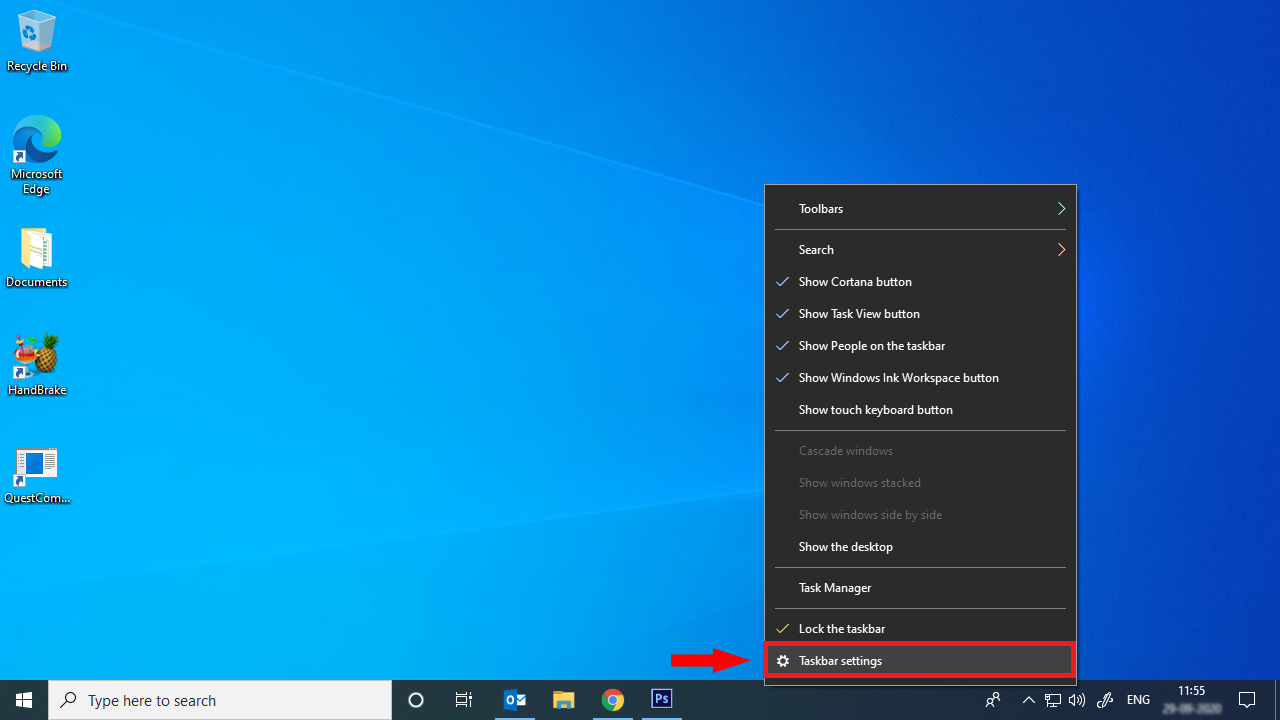 Recycle Bin
Microsoft
Edge
Documents
HandBrake
QuestCom...
Toolbars
Search
Show Cortana button
Show Task View button
Show People on the taskbar
Show Windows Ink Workspace button
Show touch keyboard button
Cascade windows
Show windows stacked
Show windows side by side
Show the desktop
Task Manager
Lock the taskbar
Taskbar settings
Type here to search
Ps
ENG
11:55